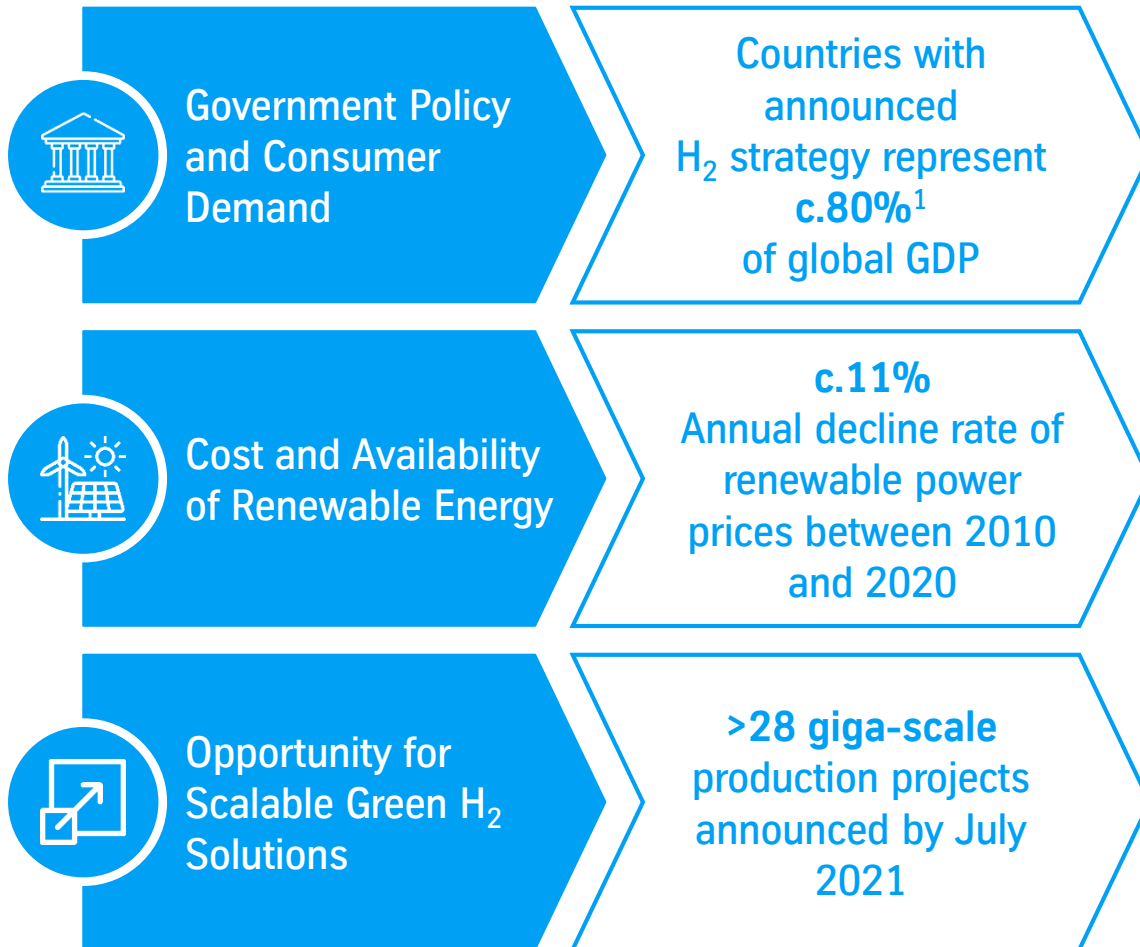 Government Policy
and Consumer
Demand
Countries with
announced
H₂ strategy represent
c.80%¹
of global GDP
Cost and Availability
of Renewable Energy
c.11%
Annual decline rate of
renewable power
prices between 2010
and 2020
Opportunity for
Scalable Green H₂
Solutions
>28 giga-scale
production projects
announced by July
2021